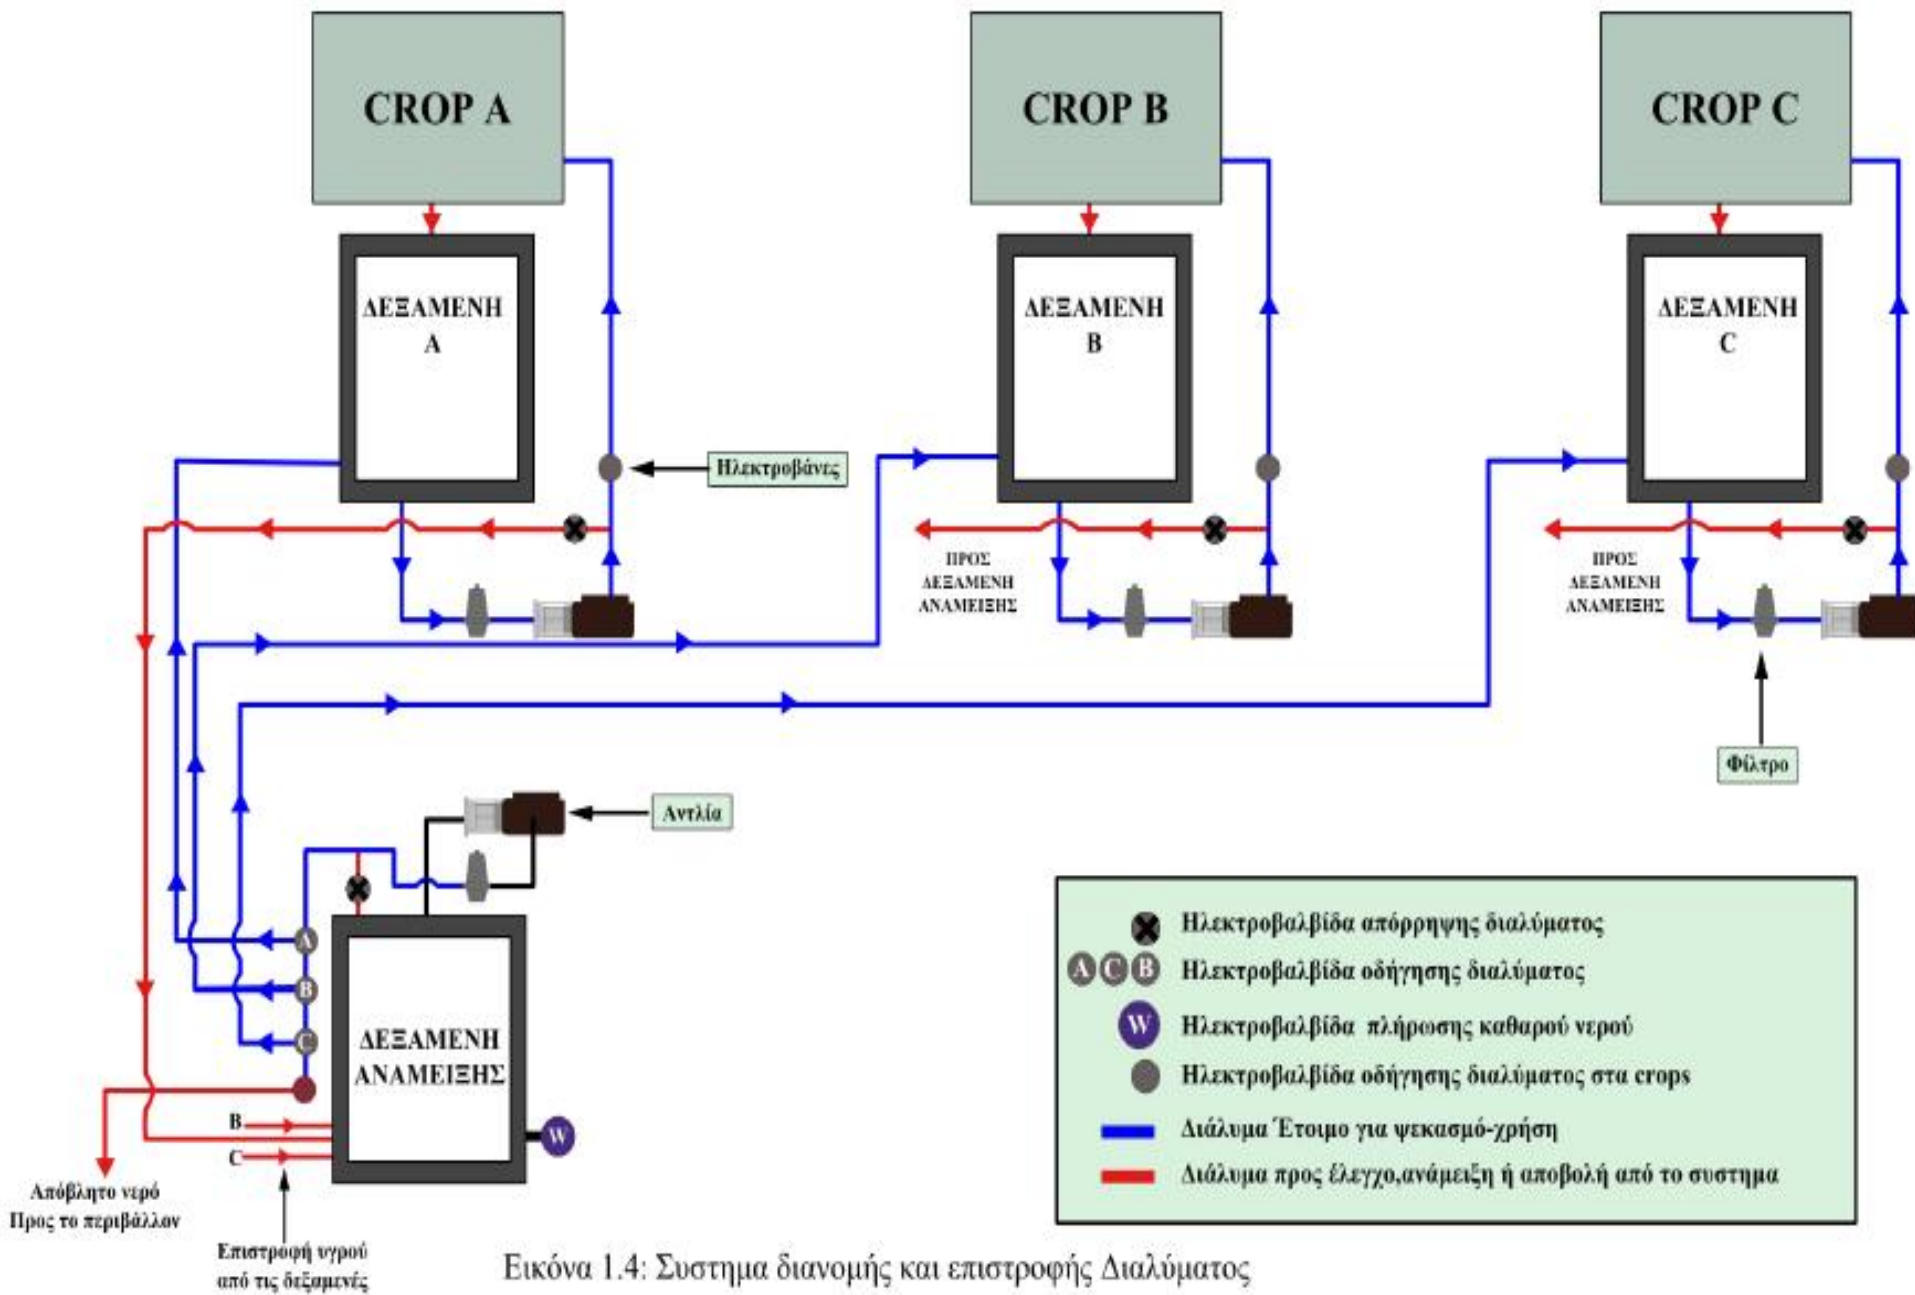 CROP A
CROP B
CROP C
ΔΕΞΑΜΕΝΗ
A
ΔΕΞΑΜΕΝΗ
B
ΔΕΞΑΜΕΝΗ
C
Ηλεκτροβάνες
ΠΡΟΣ
ΔΕΞΑΜΕΝΗ
ΑΝΑΜΕΙΞΗΣ
ΠΡΟΣ
ΔΕΞΑΜΕΝΗ
ΑΝΑΜΕΙΞΗΣ
Φίλτρο
Αντλία
A
B
C
ΔΕΞΑΜΕΝΗ
ΑΝΑΜΕΙΞΗΣ
B
C
W
Απόβλητο νερό
Προς το περιβάλλον
Επιστροφή υγρού
από τις δεξαμενές
Ηλεκτροβαλβίδα απόρρηψης διαλύματος
A C B Ηλεκτροβαλβίδα οδήγησης διαλύματος
W Ηλεκτροβαλβίδα πλήρωσης καθαρού νερού
Ηλεκτροβαλβίδα οδήγησης διαλύματος στα crops
Διάλυμα Έτοιμο για ψεκασμό-χρήση
Διάλυμα προς έλεγχο,ανάμειξη ή αποβολή από το συστημα
Εικόνα 1.4: Συστημα διανομής και επιστροφής Διαλύματος